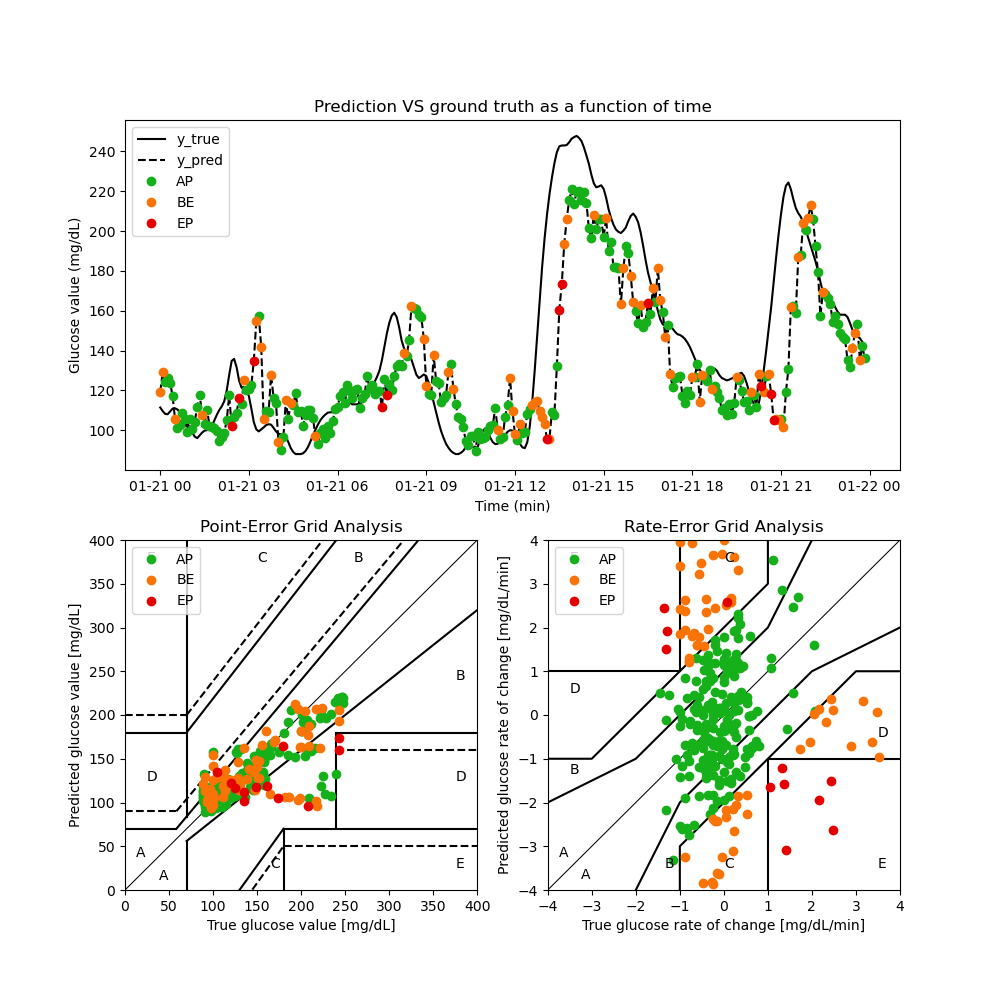 Prediction VS ground truth as a function of time
y_true
y_pred
AP
BE
EP
Glucose value (mg/dL)
240
220
200
180
160
140
120
100
01-21 00 01-21 03 01-21 06 01-21 09 01-21 12 01-21 15 01-21 18 01-21 21 01-22 00
Time (min)
Point-Error Grid Analysis
AP
BE
EP
C
B
B
D
D
A
A
C
E
Predicted glucose value [mg/dL]
400
350
300
250
200
150
100
50
0
0 50 100 150 200 250 300 350 400
True glucose value [mg/dL]
Rate-Error Grid Analysis
AP
BE
EP
C
D
D
B
A
A
B
C
E
Predicted glucose rate of change [mg/dL/min]
4
3
2
1
0
−1
−2
−3
−4
−4 −3 −2 −1 0 1 2 3 4
True glucose rate of change [mg/dL/min]